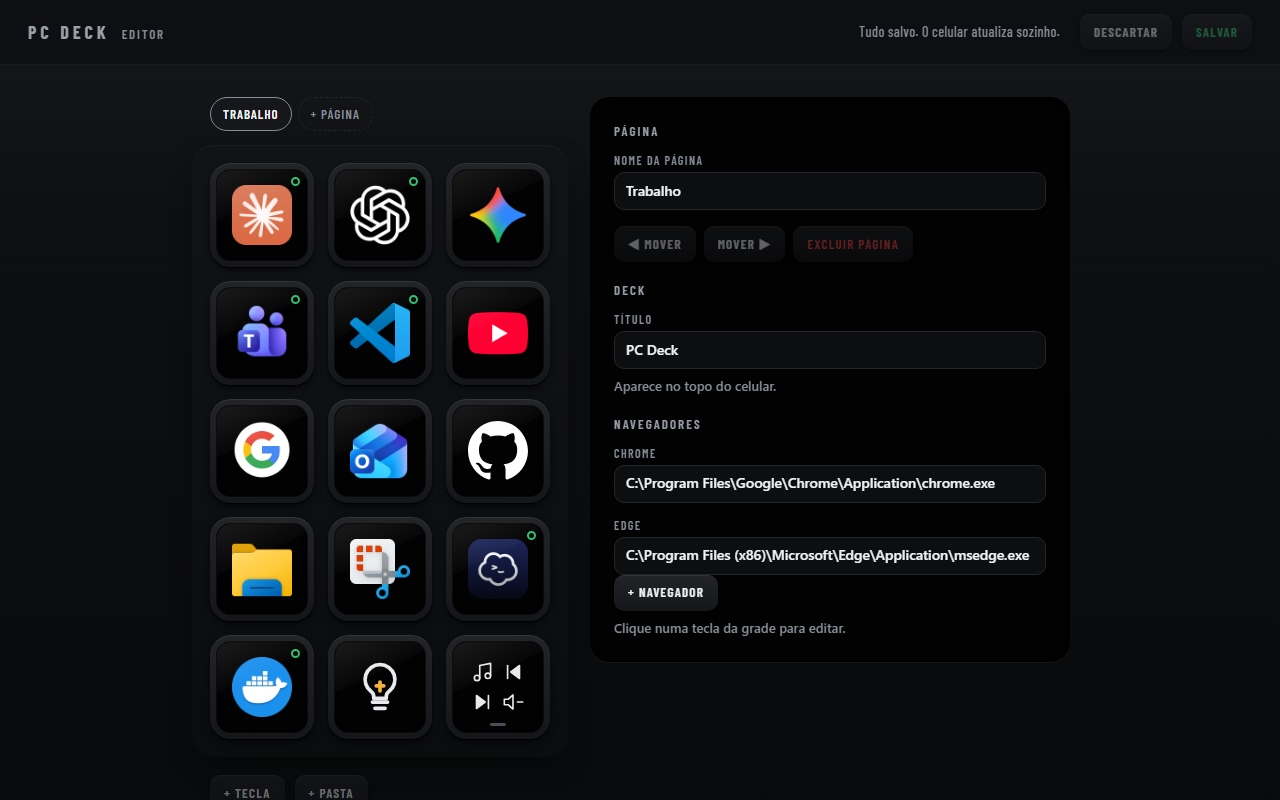 PC DECK EDITOR
Tudo salvo. O celular atualiza sozinho.
DESCARTAR
SALVAR
TRABALHO
+ PÁGINA
T
O
G
+ TECLA
+ PASTA
PÁGINA
NOME DA PÁGINA
Trabalho
◀ MOVER
MOVER ▶
EXCLUIR PÁGINA
DECK
TÍTULO
PC Deck
Aparece no topo do celular.
NAVEGADORES
CHROME
C:\Program Files\Google\Chrome\Application\chrome.exe
EDGE
C:\Program Files (x86)\Microsoft\Edge\Application\msedge.exe
+ NAVEGADOR
Clique numa tecla da grade para editar.